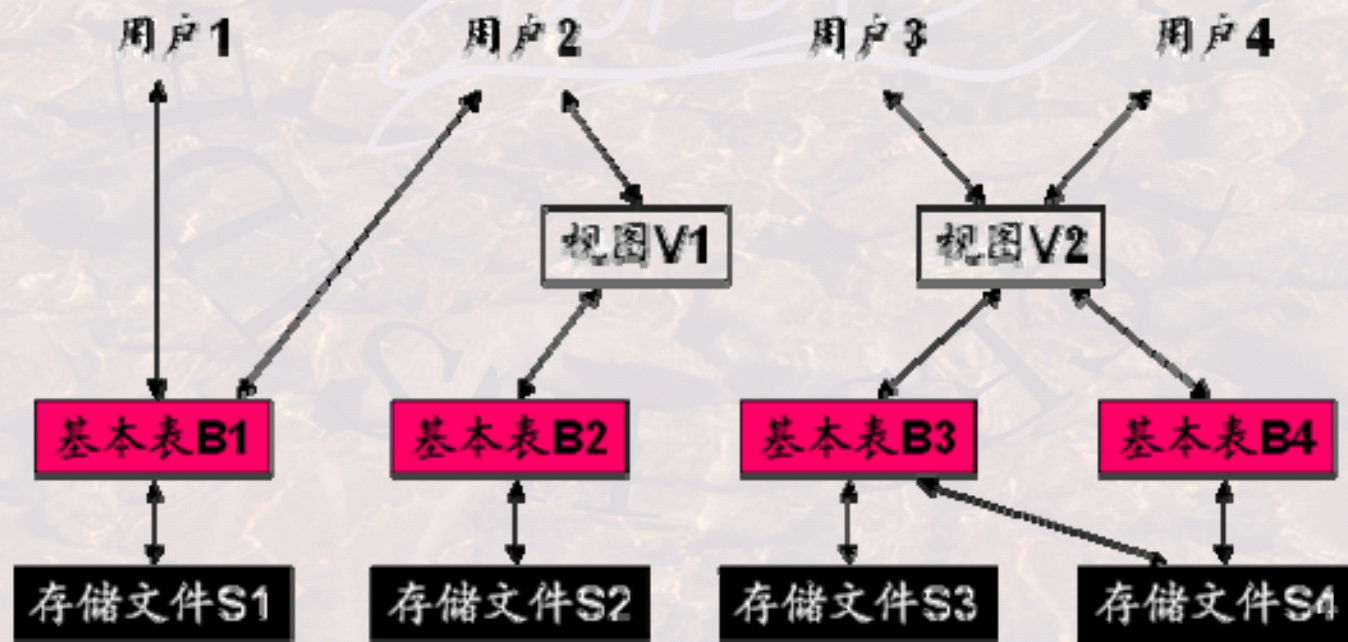 用户1 用户2 用户3 用户4
视图V1 视图V2
基本表B1 基本表B2 基本表B3 基本表B4
存储文件S1 存储文件S2 存储文件S3 存储文件S4